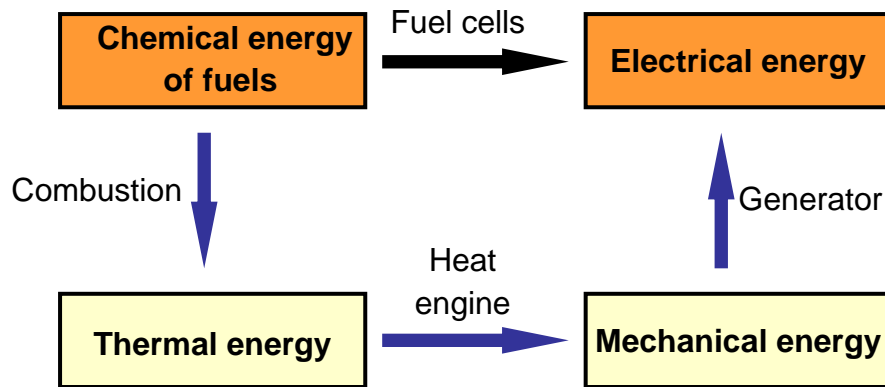 Fuel cells
Chemical energy
of fuels
Electrical energy
Combustion
Generator
Heat
engine
Thermal energy
Mechanical energy